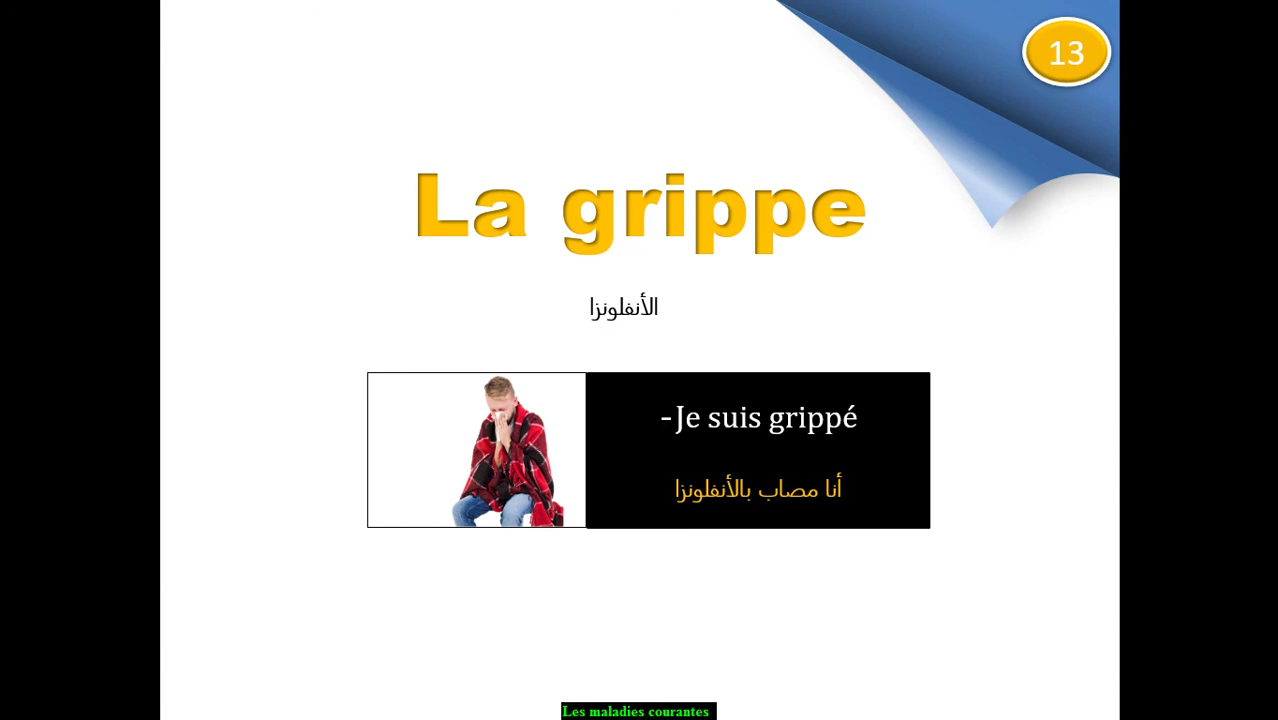 13
La grippe
الأنفلونزا
-Je suis grippé
أنا مصاب بالأنفلونزا
Les maladies courantes